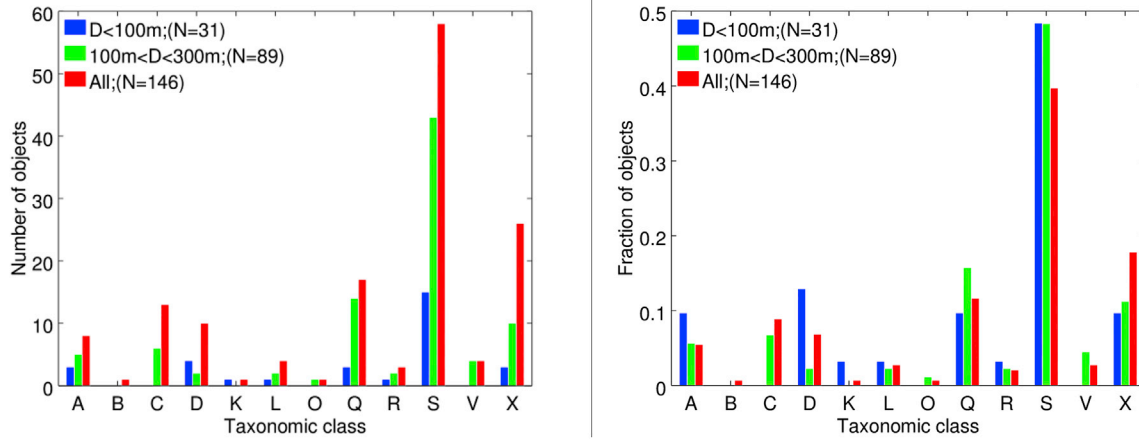 60
50
40
30
20
10
0
Number of objects
D<100m;(N=31)
100m<D<300m;(N=89)
All;(N=146)
A B C D K L O Q R S V X
Taxonomic class
0.5
0.4
0.3
0.2
0.1
0
Fraction of objects
D<100m;(N=31)
100m<D<300m;(N=89)
All;(N=146)
A B C D K L O Q R S V X
Taxonomic class